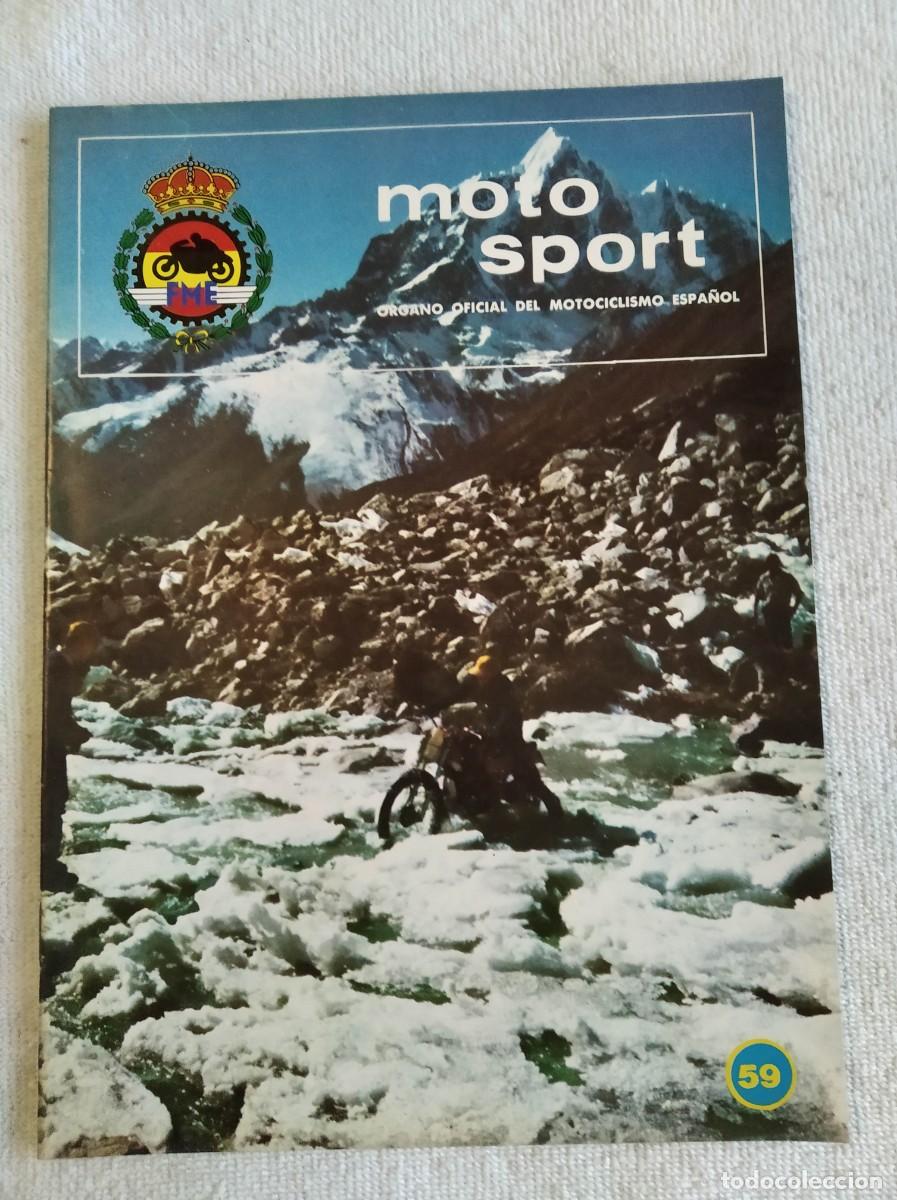 moto
sport
ORGANO OFICIAL DEL MOTOCICLISMO ESPAÑOL
FME
59
todocoleccion